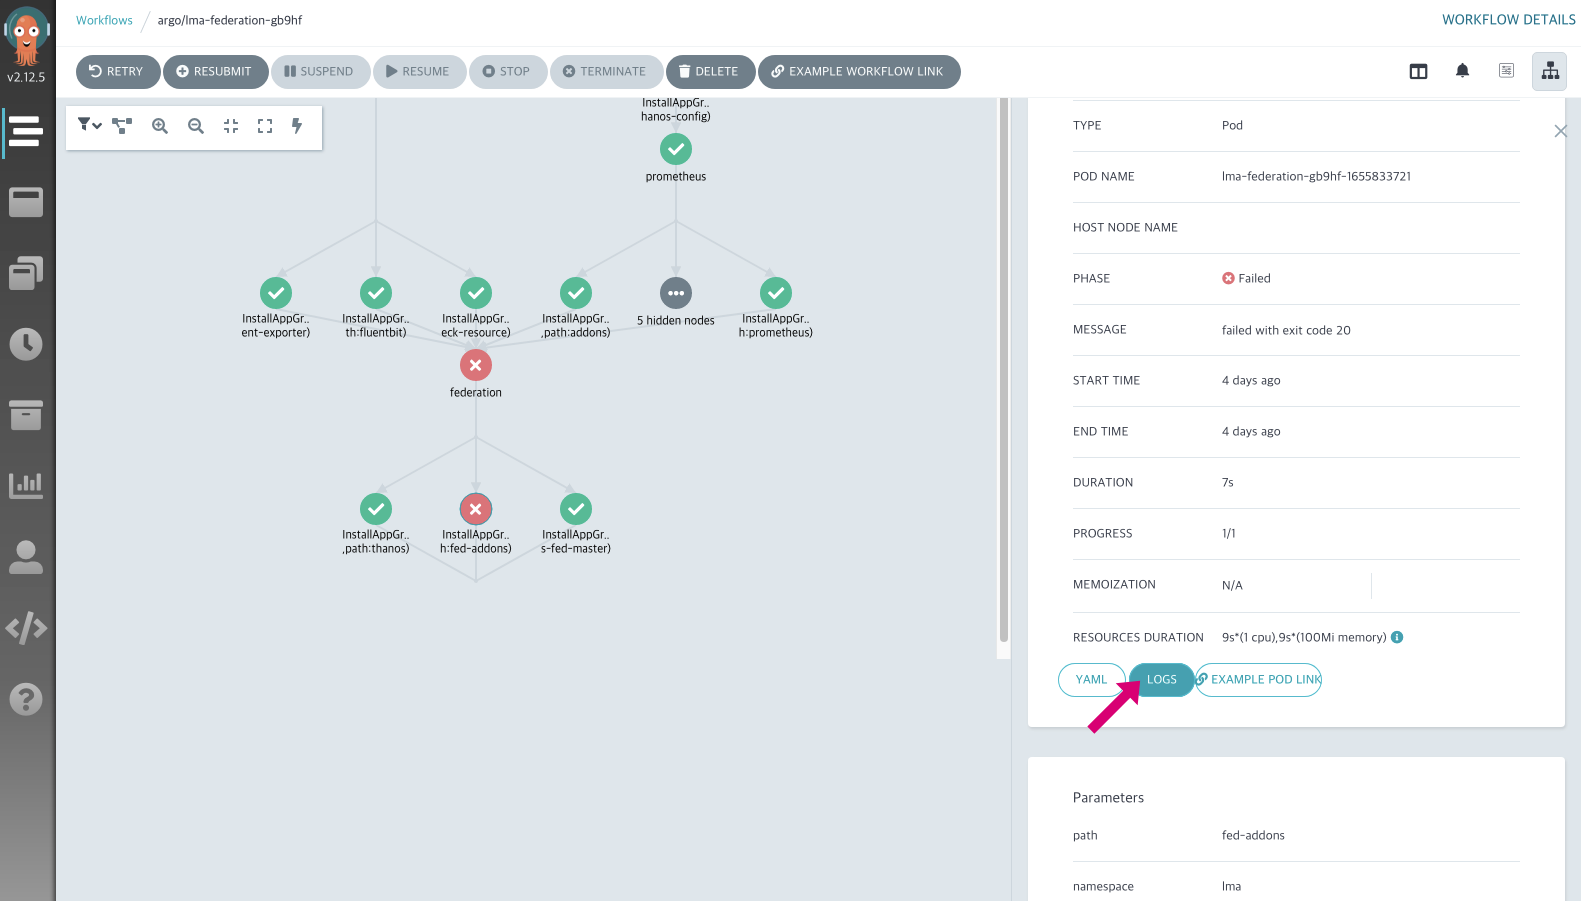 Workflows / argo/lma-federation-gb9hf
WORKFLOW DETAILS
v2.12.5
RETRY
RESUBMIT
SUSPEND
RESUME
STOP
TERMINATE
DELETE
EXAMPLE WORKFLOW LINK
InstallAppGr..
hanos-config)
prometheus
InstallAppGr..
ent-exporter)
InstallAppGr..
th:fluentbit)
InstallAppGr..
eck-resource)
InstallAppGr..
,path:addons)
5 hidden nodes
InstallAppGr..
h:prometheus)
federation
InstallAppGr..
,path:thanos)
InstallAppGr..
h:fed-addons)
InstallAppGr..
s-fed-master)
TYPE Pod
POD NAME lma-federation-gb9hf-1655833721
HOST NODE NAME
PHASE Failed
MESSAGE failed with exit code 20
START TIME 4 days ago
END TIME 4 days ago
DURATION 7s
PROGRESS 1/1
MEMOIZATION N/A
RESOURCES DURATION 9s*(1 cpu),9s*(100Mi memory)
YAML
LOGS
EXAMPLE POD LINK
Parameters
path fed-addons
namespace lma